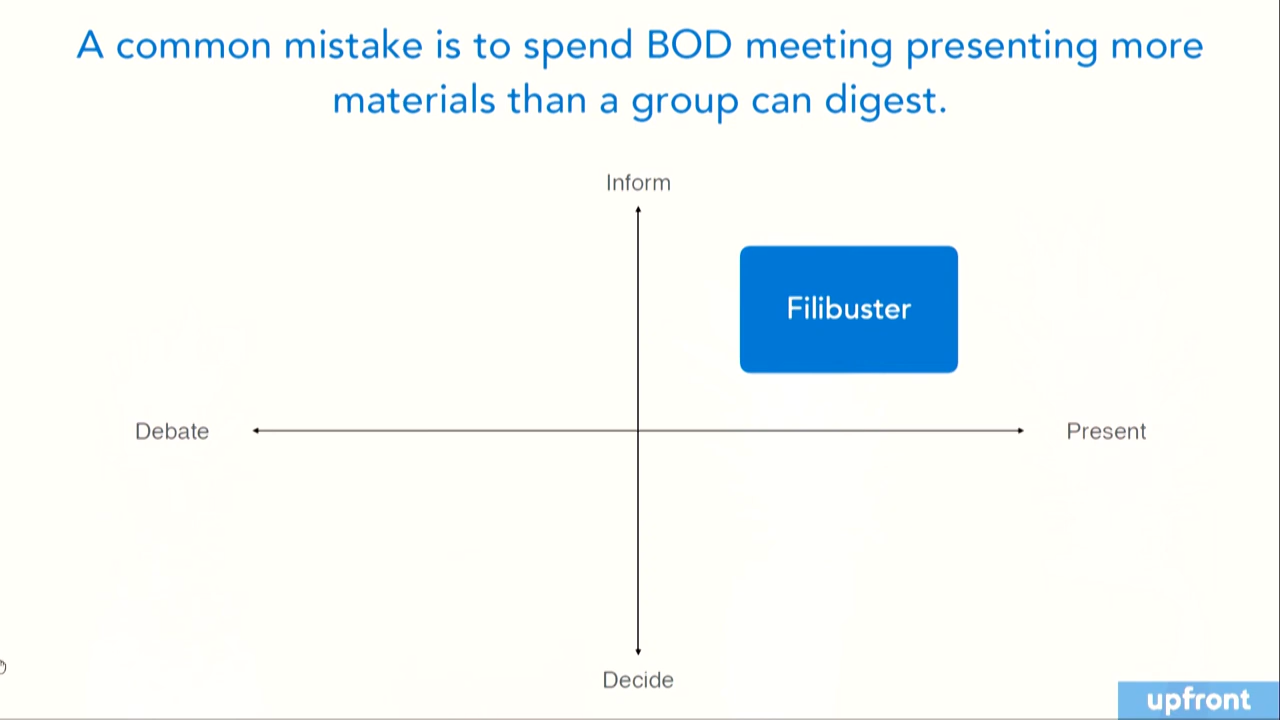 A common mistake is to spend BOD meeting presenting more
materials than a group can digest.
Inform
Filibuster
Debate
Present
Decide
upfront